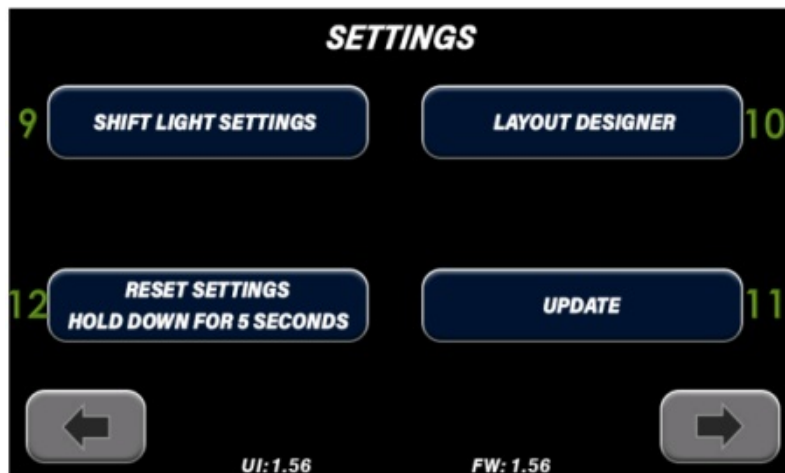 SETTINGS
9 SHIFT LIGHT SETTINGS LAYOUT DESIGNER 10
RESET SETTINGS
12 HOLD DOWN FOR 5 SECONDS UPDATE 11
UI:1.56 FW: 1.56